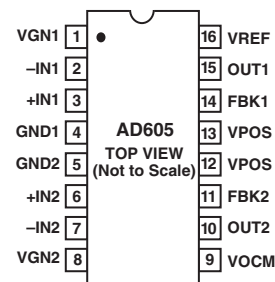 VGN1 1 16 VREF
–IN1 2 15 OUT1
+IN1 3 14 FBK1
GND1 4 AD605 13 VPOS
GND2 5 TOP VIEW 12 VPOS
(Not to Scale)
+IN2 6 11 FBK2
–IN2 7 10 OUT2
VGN2 8 9 VOCM